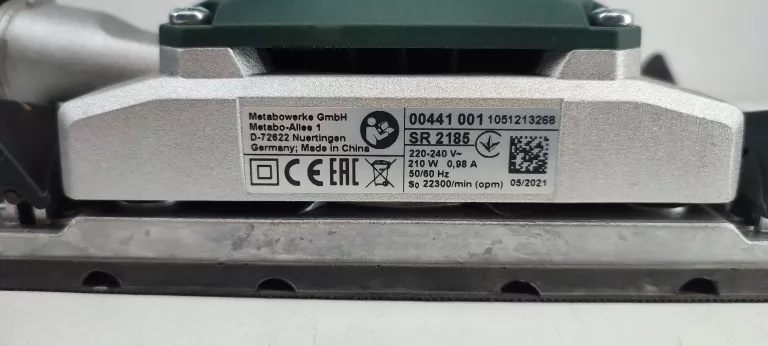 Metabowerke GmbH
Metabo-Allee 1
D-72622 Nuertingen
Germany; Made in China
CE EAC
00441 001 1051213268
SR 2185
220-240 V~
210 W 0,98 A
50/60 Hz
S₀ 22300/min (opm) 05/2021